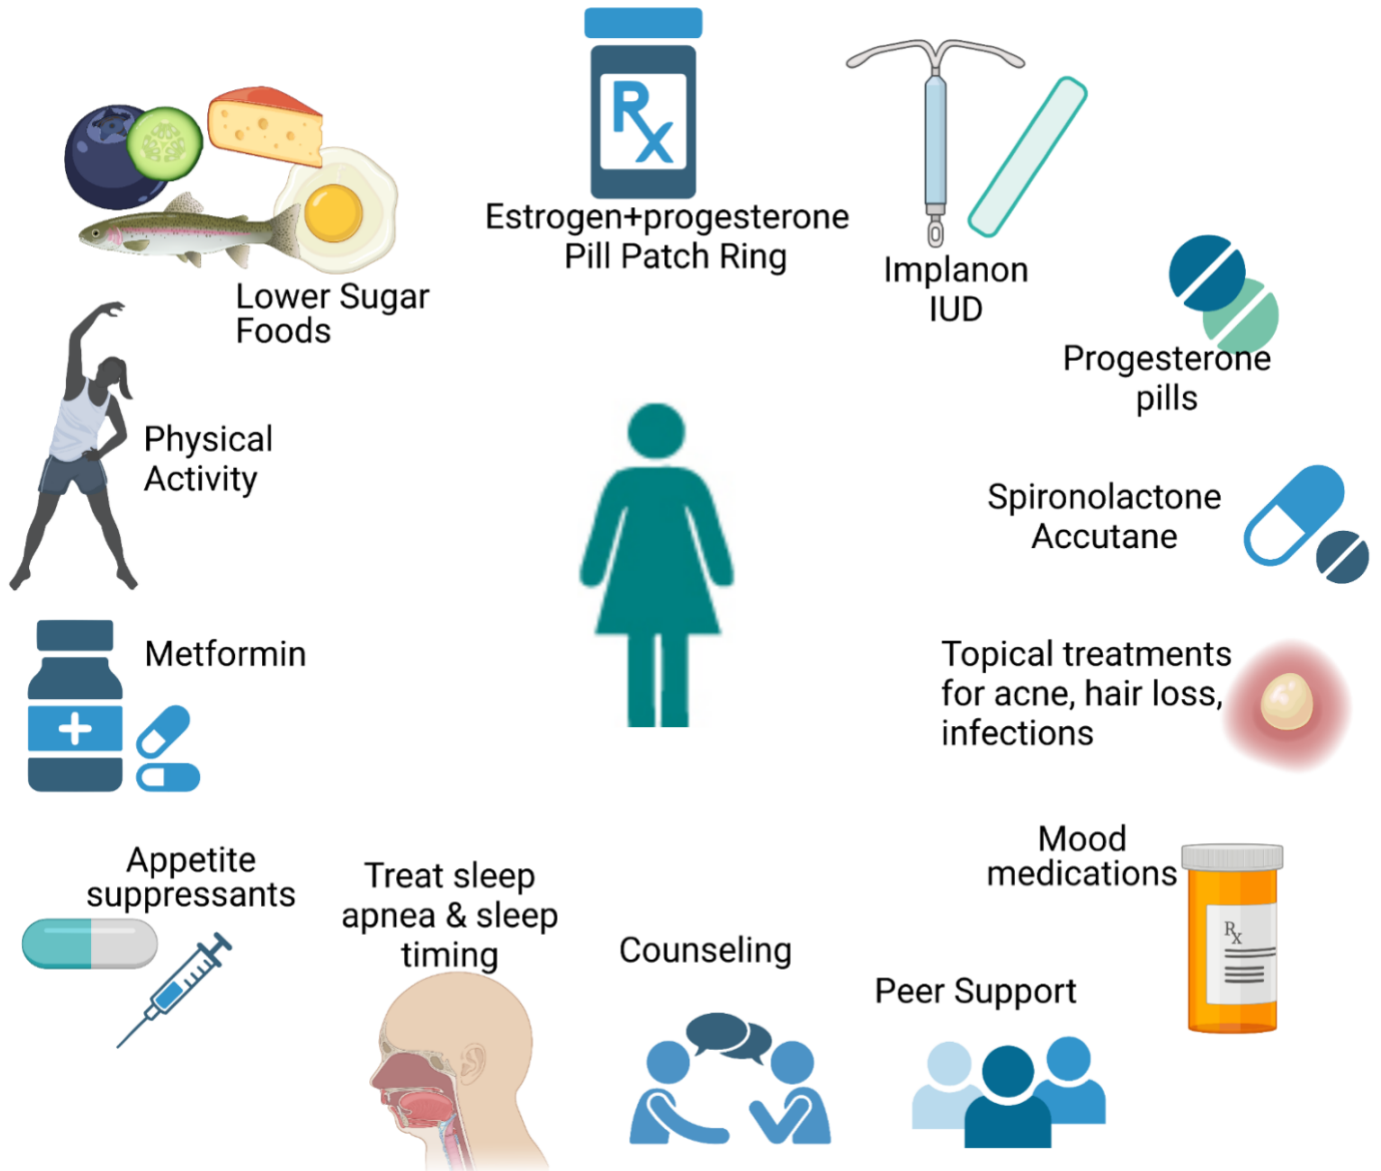 Rx
Estrogen+progesterone
Pill Patch Ring
Implanon
IUD
Progesterone
pills
Spironolactone
Accutane
Topical treatments
for acne, hair loss,
infections
Mood
medications
Rx
Peer Support
Counseling
Treat sleep
apnea & sleep
timing
Appetite
suppressants
Metformin
Physical
Activity
Lower Sugar
Foods